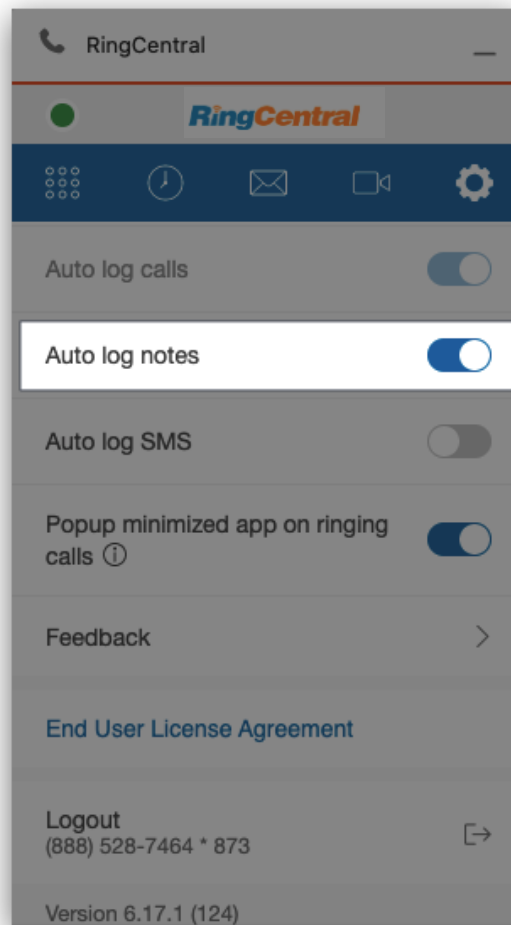 RingCentral
RingCentral
Auto log calls
Auto log notes
Auto log SMS
Popup minimized app on ringing
calls
Feedback
End User License Agreement
Logout
(888) 528-7464 * 873
Version 6.17.1 (124)